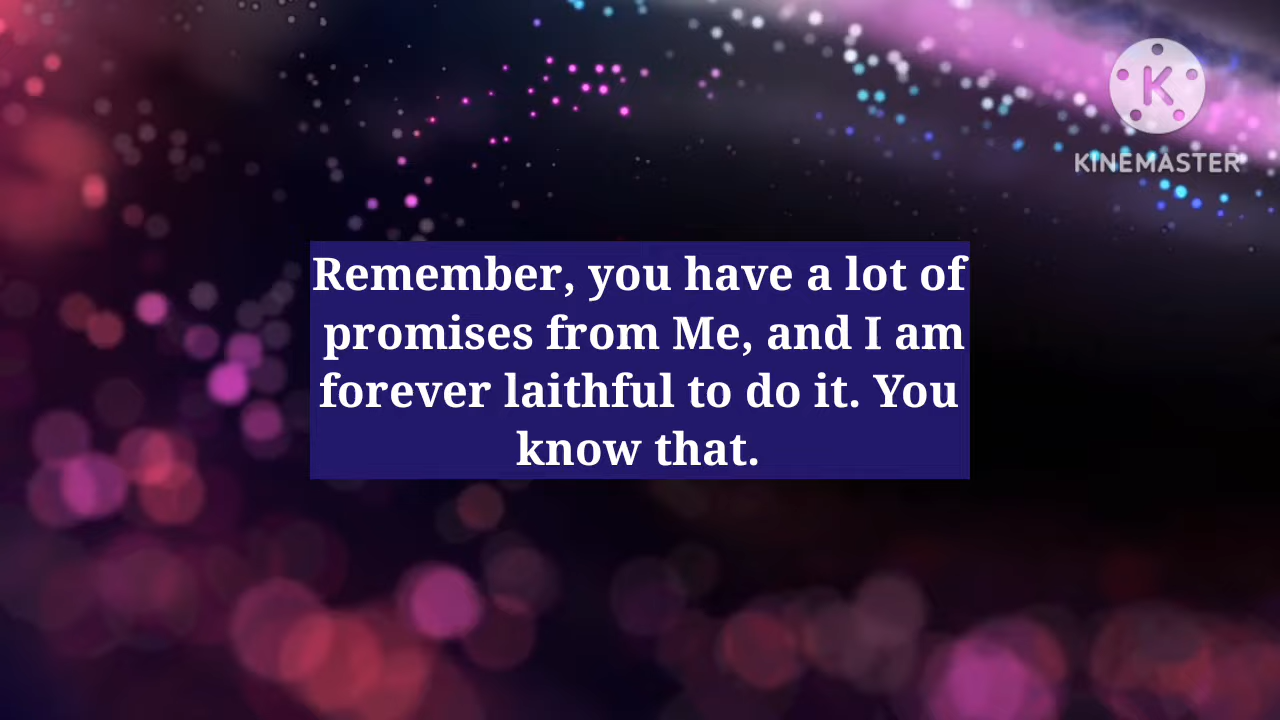 K
KINEMASTER
Remember, you have a lot of
promises from Me, and I am
forever laithful to do it. You
know that.